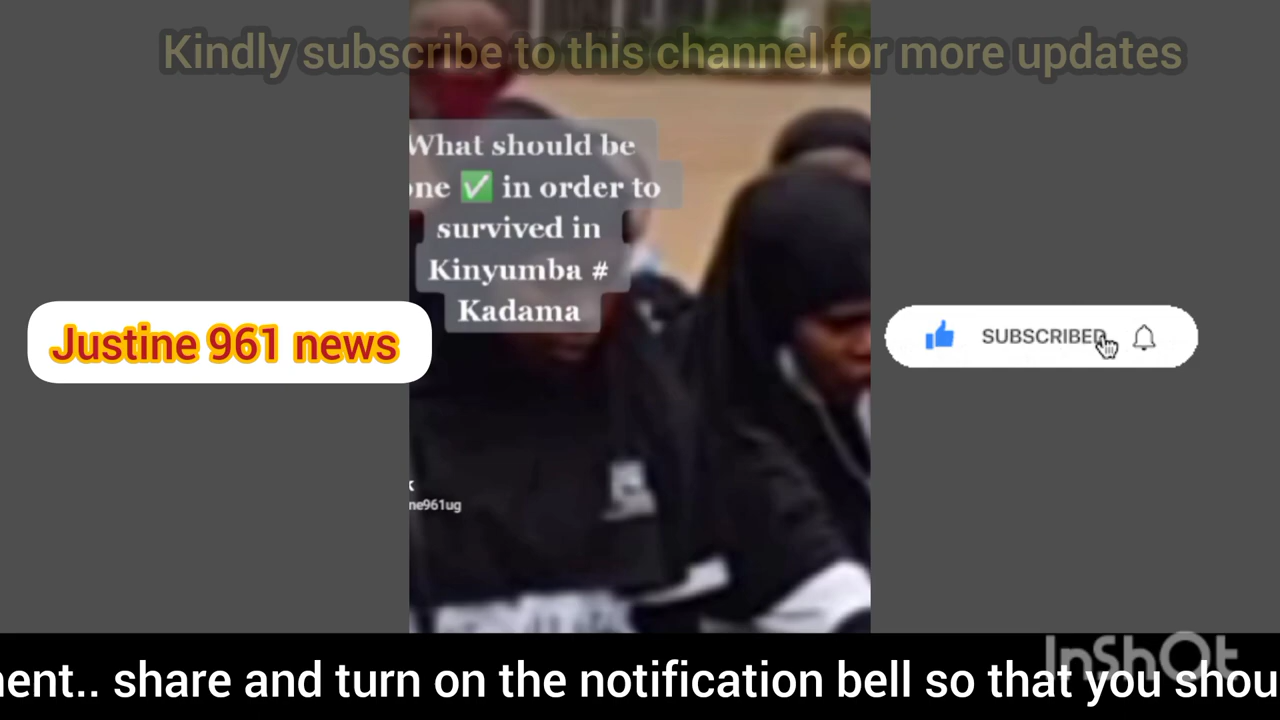 Kindly subscribe to this channel for more updates
What should be
one ✅ in order to
survived in
Kinyumba #
Kadama
Justine 961 news
SUBSCRIBED
k
ne961ug
InShOt
nent.. share and turn on the notification bell so that you shou